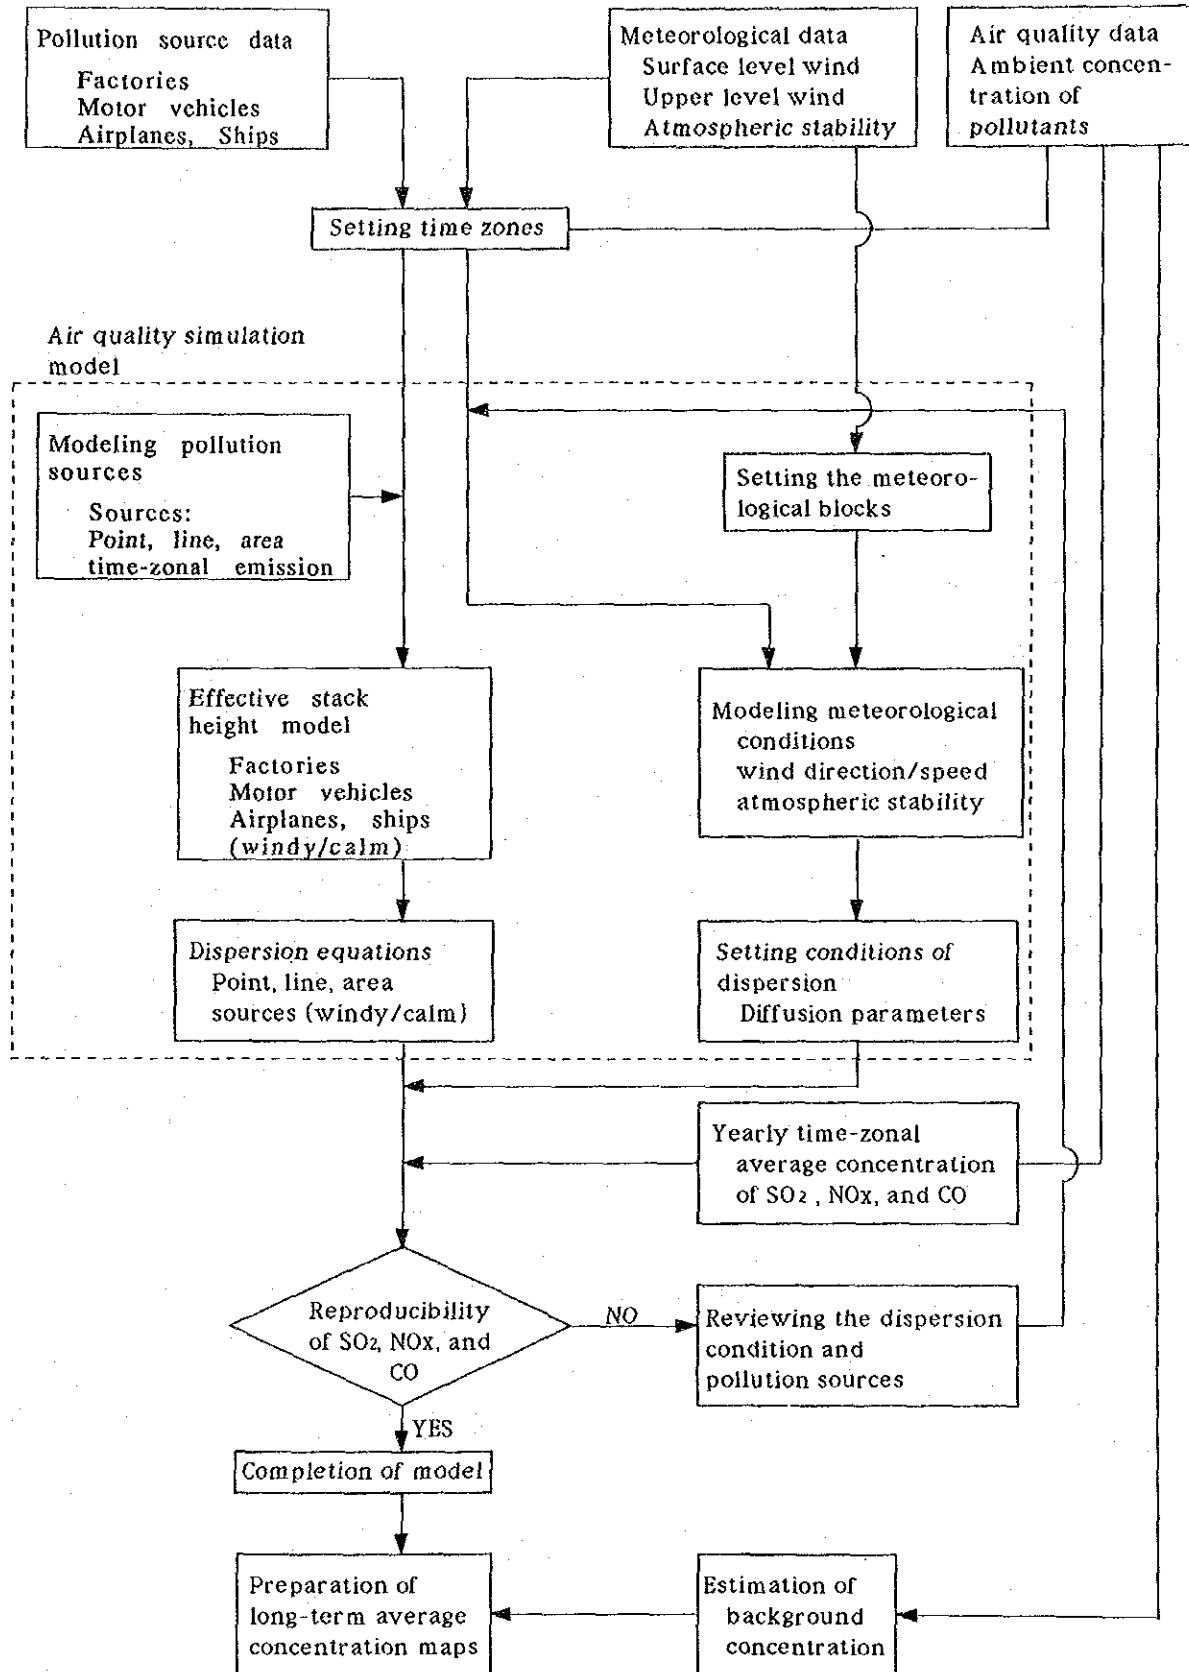 Pollution source data
Factories
Motor vehicles
Airplanes, Ships
Meteorological data
Surface level wind
Upper level wind
Atmospheric stability
Air quality data
Ambient concen-
tration of
pollutants
Setting time zones
Air quality simulation
model
Modeling pollution
sources
Sources:
Point, line, area
time-zonal emission
Setting the meteoro-
logical blocks
Effective stack
height model
Factories
Motor vehicles
Airplanes, ships
(windy/calm)
Modeling meteorological
conditions
wind direction/speed
atmospheric stability
Dispersion equations
Point, line, area
sources (windy/calm)
Setting conditions of
dispersion
Diffusion parameters
Yearly time-zonal
average concentration
of SO2 , NOx, and CO
Reproducibility
of SO2, NOx, and
CO
NO
Reviewing the dispersion
condition and
pollution sources
YES
Completion of model
Preparation of
long-term average
concentration maps
Estimation of
background
concentration